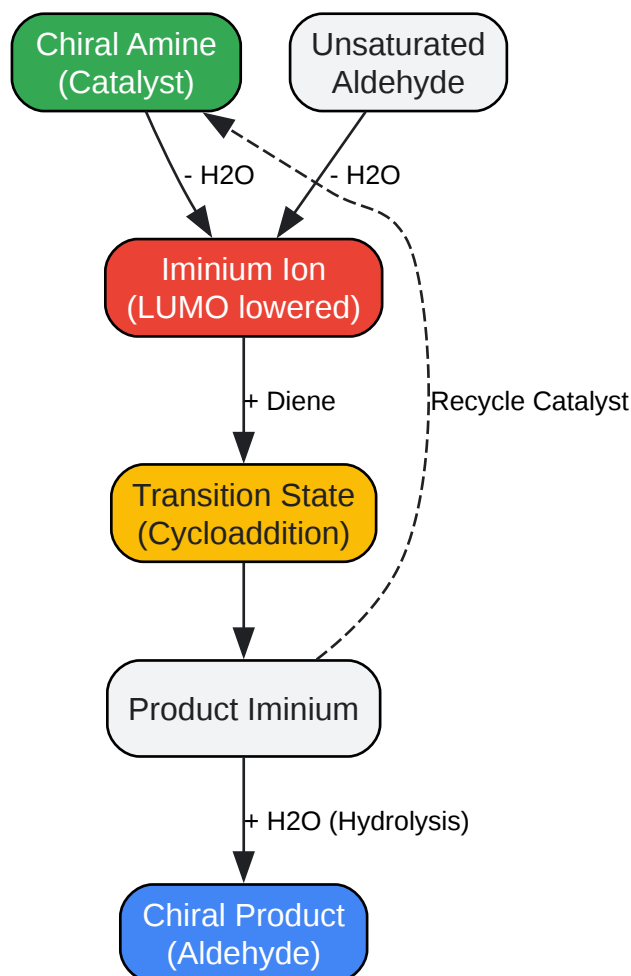 Chiral Amine
(Catalyst)
Unsaturated
Aldehyde
- H2O
- H2O
Iminium Ion
(LUMO lowered)
+ Diene
Recycle Catalyst
Transition State
(Cycloaddition)
Product Iminium
+ H2O (Hydrolysis)
Chiral Product
(Aldehyde)